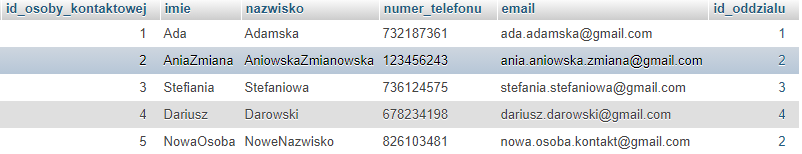 id_osoby_kontaktowej imie nazwisko numer_telefonu email id_oddzialu
1 Ada Adamska 732187361 ada.adamska@gmail.com 1
2 AniaZmiana AniowskaZmianowska 123456243 ania.aniowska.zmiana@gmail.com 2
3 Stefiania Stefaniowa 736124575 stefania.stefaniowa@gmail.com 3
4 Dariusz Darowski 678234198 dariusz.darowski@gmail.com 4
5 NowaOsoba NoweNazwisko 826103481 nowa.osoba.kontakt@gmail.com 2